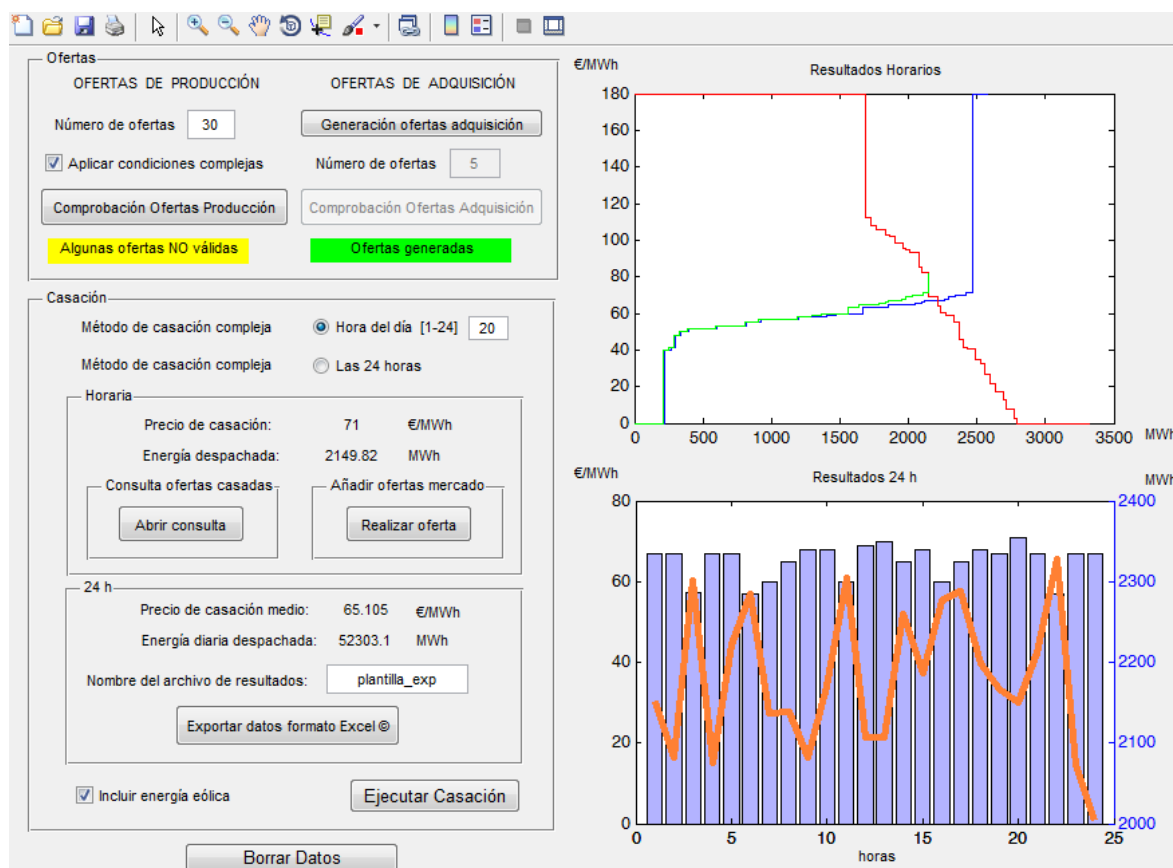 Ofertas
OFERTAS DE PRODUCCIÓN
OFERTAS DE ADQUISICIÓN
Número de ofertas 30
Generación ofertas adquisición
Aplicar condiciones complejas
Número de ofertas 5
Comprobación Ofertas Producción
Comprobación Ofertas Adquisición
Algunas ofertas NO válidas
Ofertas generadas
Casación
Método de casación compleja Hora del día [1-24] 20
Método de casación compleja Las 24 horas
Horaria
Precio de casación: 71 €/MWh
Energía despachada: 2149.82 MWh
Consulta ofertas casadas
Añadir ofertas mercado
Abrir consulta
Realizar oferta
24 h
Precio de casación medio: 65.105 €/MWh
Energía diaria despachada: 52303.1 MWh
Nombre del archivo de resultados: plantilla_exp
Exportar datos formato Excel ©
Incluir energía eólica
Ejecutar Casación
Borrar Datos
€/MWh
Resultados Horarios
180
160
140
120
100
80
60
40
20
0
0 500 1000 1500 2000 2500 3000 3500
MWh
€/MWh
Resultados 24 h
MWh
80
60
40
20
0
2400
2300
2200
2100
2000
0 5 10 15 20 25
horas